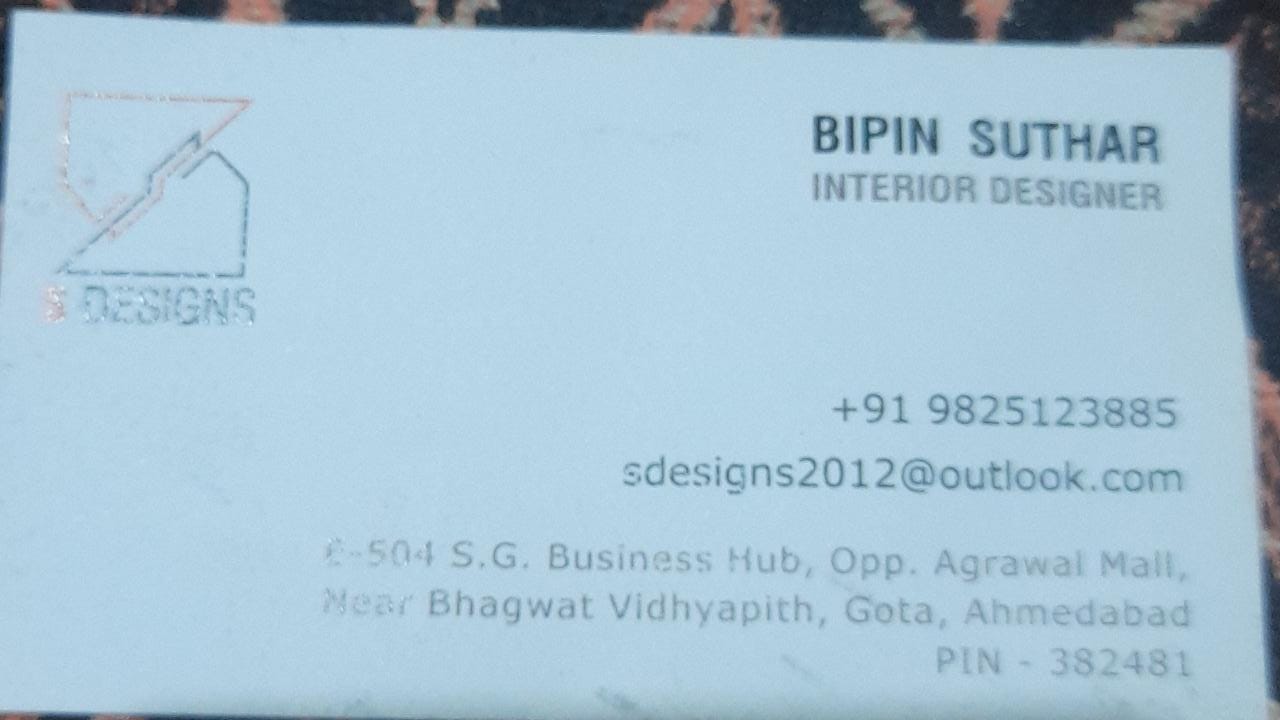 S DESIGNS
BIPIN SUTHAR
INTERIOR DESIGNER
+91 9825123885
sdesigns2012@outlook.com
S.G. Business Hub, Opp. Agrawal Mall,
Near Bhagwat Vidhyapith, Gota, Ahmedabad
PIN - 382481